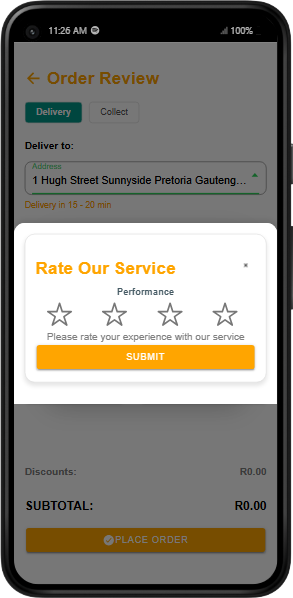 11:26 AM 100%
Order Review
Delivery Collect
Deliver to:
Address
1 Hugh Street Sunnyside Pretoria Gauteng...
Delivery in 15 - 20 min
Rate Our Service
Performance
Please rate your experience with our service
SUBMIT
Discounts: R0.00
SUBTOTAL: R0.00
PLACE ORDER